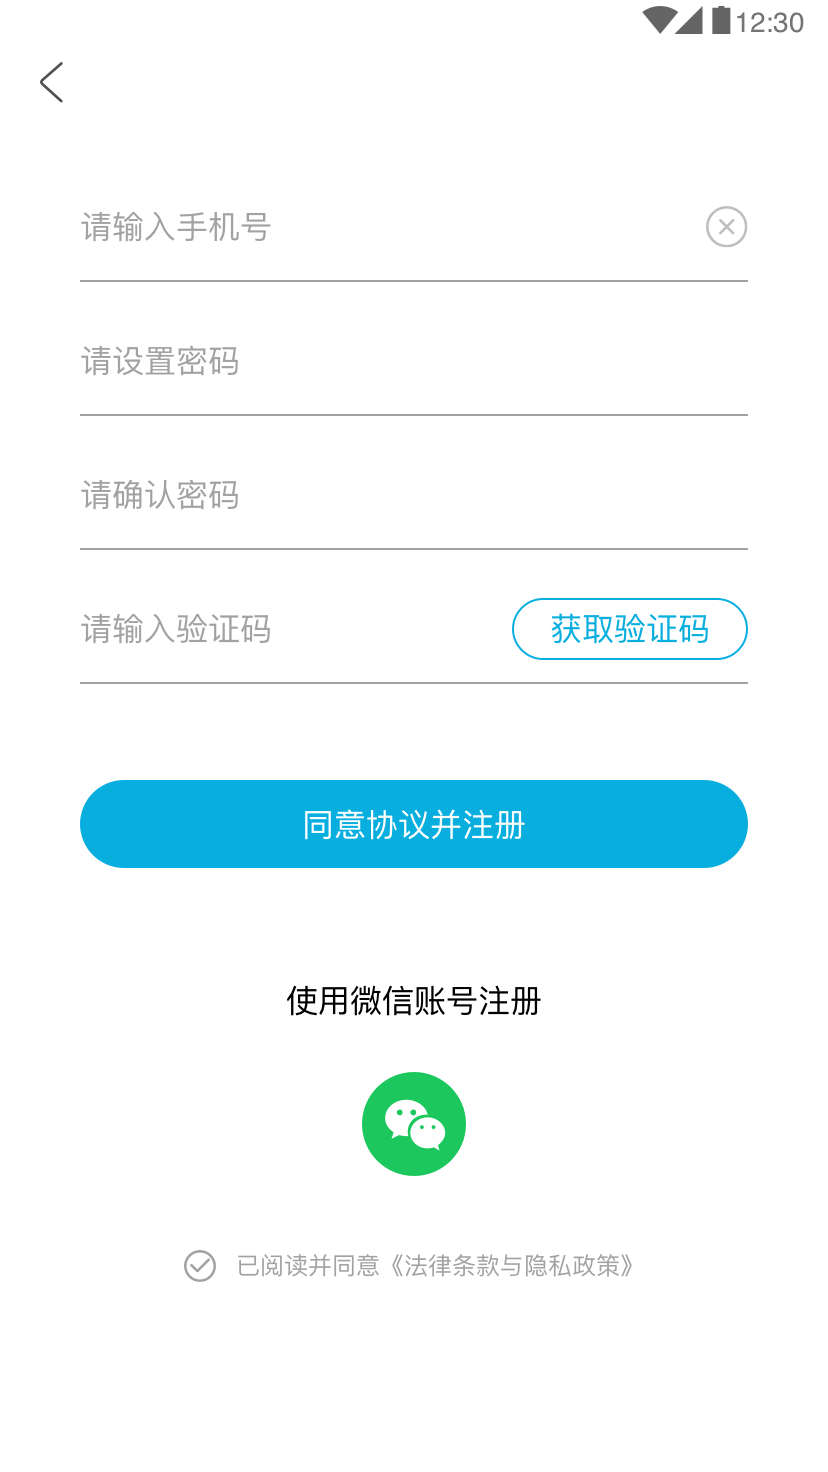 12:30
请输入手机号
请设置密码
请确认密码
请输入验证码
获取验证码
同意协议并注册
使用微信账号注册
已阅读并同意《法律条款与隐私政策》